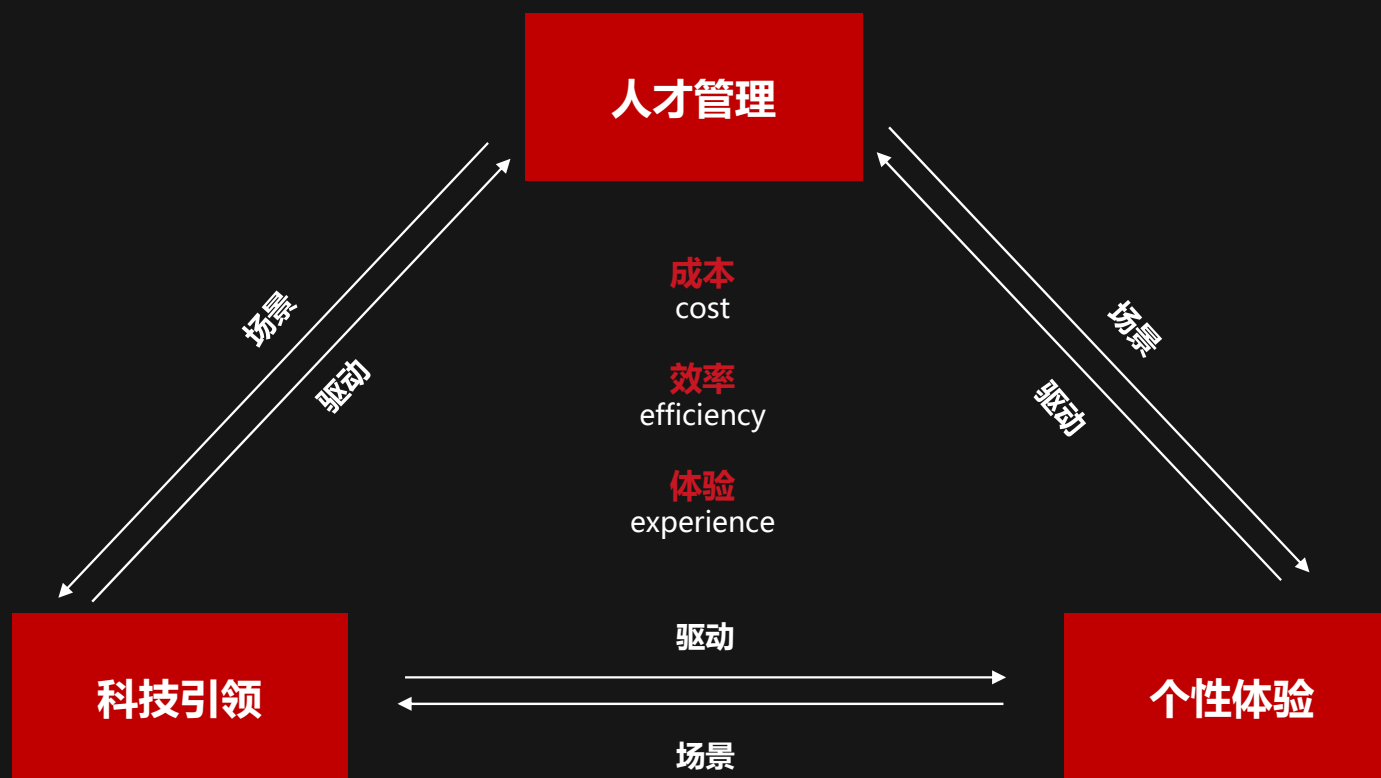 人才管理
成本
cost
场景
场景
效率
efficiency
驱动
驱动
体验
experience
驱动
科技引领
个性体验
场景